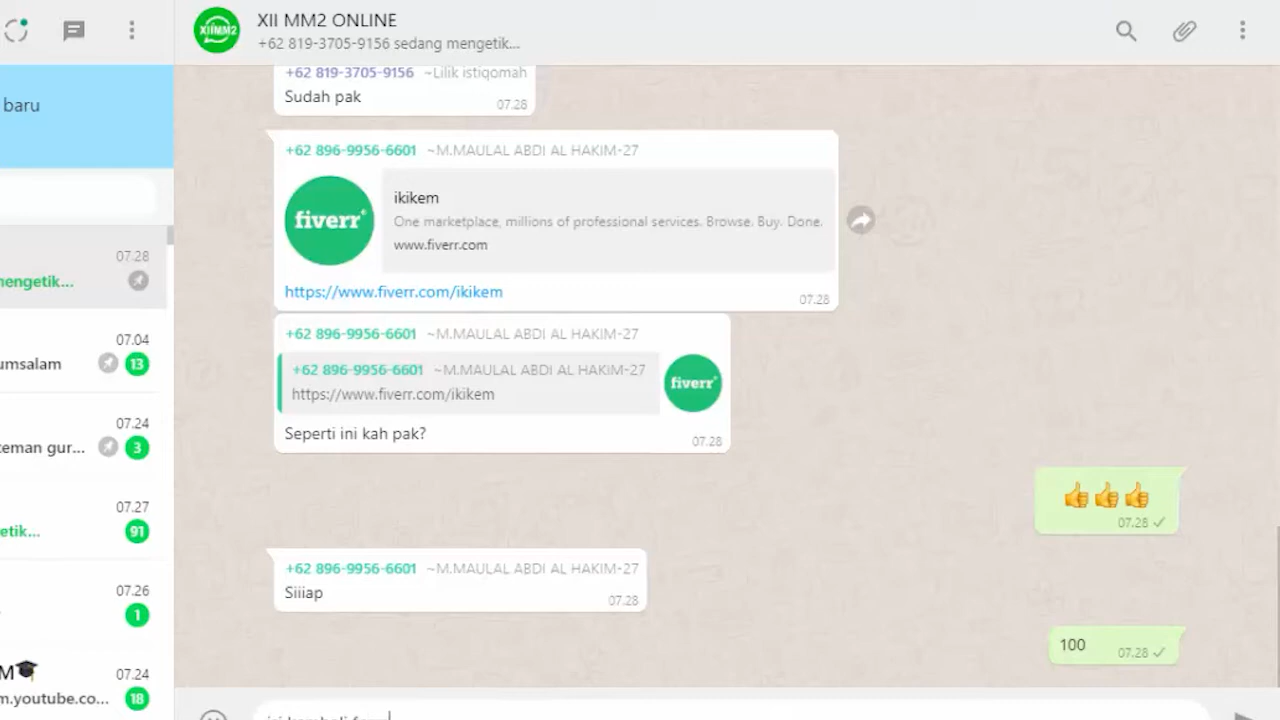 XIIMM2
XII MM2 ONLINE
+62 819-3705-9156 sedang mengetik...
baru
07.28
mengetik...
07.04
umsalam
13
07.24
teman gur...
3
07.27
etik...
91
07.26
1
M🎓
07.24
m.youtube.co...
18
+62 819-3705-9156 ~Lilik istiqomah
Sudah pak
07.28
+62 896-9956-6601 ~M.MAULAL ABDI AL HAKIM-27
fiverr
ikikem
One marketplace, millions of professional services. Browse. Buy. Done.
www.fiverr.com
https://www.fiverr.com/ikikem
07.28
+62 896-9956-6601 ~M.MAULAL ABDI AL HAKIM-27
+62 896-9956-6601 ~M.MAULAL ABDI AL HAKIM-27
https://www.fiverr.com/ikikem
fiverr
Seperti ini kah pak?
07.28
👍👍👍
07.28
+62 896-9956-6601 ~M.MAULAL ABDI AL HAKIM-27
Siiiap
07.28
100
07.28